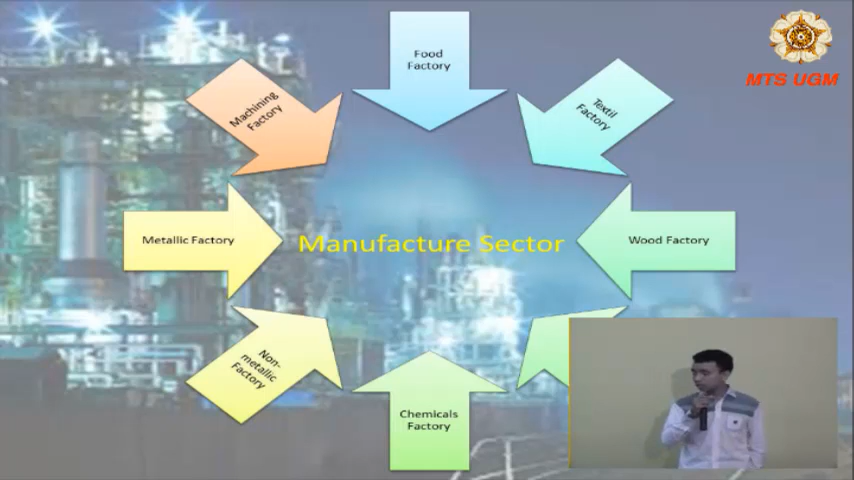 Food
Factory
MTS UGM
Machining
Factory
Textil
Factory
Metallic Factory
Manufacture Sector
Wood Factory
Non-
metallic
Factory
Chemicals
Factory